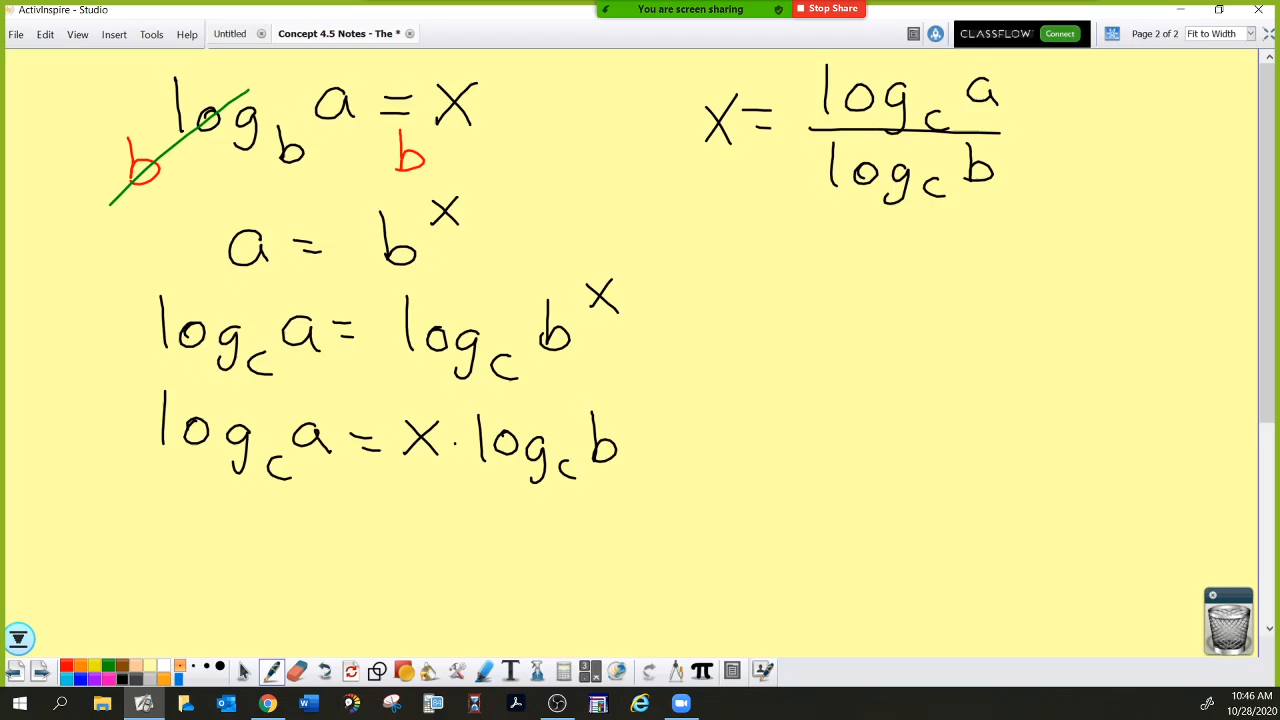 ActivInspire - Studio
You are screen sharing
Stop Share
File Edit View Insert Tools Help Untitled Concept 4.5 Notes - The *
CLASSFLOW Connect
Page 2 of 2 Fit to Width
log_b a = x
b b
a = b^x
log_c a = log_c b^x
log_c a = x · log_c b
x = log_c a / log_c b
10:46 AM
10/28/2020